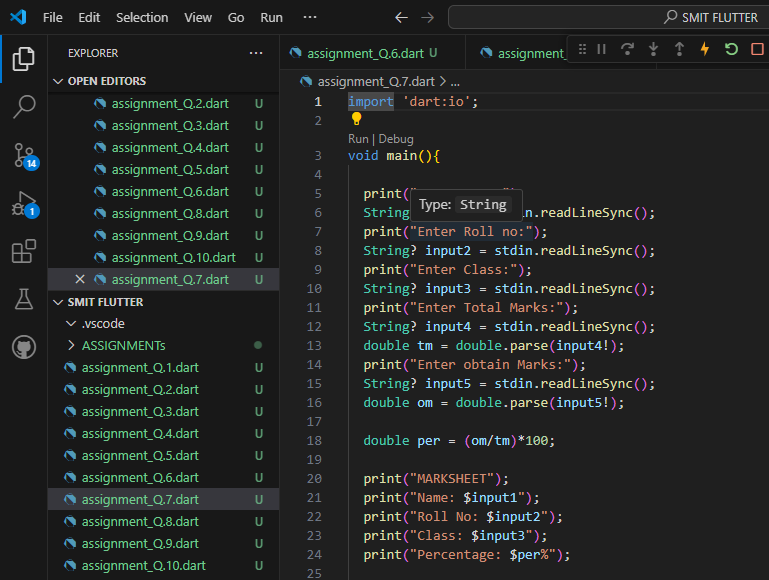 File Edit Selection View Go Run ··· ← → SMIT FLUTTER
EXPLORER ···
OPEN EDITORS
assignment_Q.2.dart U
assignment_Q.3.dart U
assignment_Q.4.dart U
assignment_Q.5.dart U
assignment_Q.6.dart U
assignment_Q.8.dart U
assignment_Q.9.dart U
assignment_Q.10.dart U
assignment_Q.7.dart U
SMIT FLUTTER
.vscode
ASSIGNMENTs
assignment_Q.1.dart U
assignment_Q.2.dart U
assignment_Q.3.dart U
assignment_Q.4.dart U
assignment_Q.5.dart U
assignment_Q.6.dart U
assignment_Q.7.dart U
assignment_Q.8.dart U
assignment_Q.9.dart U
assignment_Q.10.dart U
14
1
assignment_Q.6.dart U assignment_
assignment_Q.7.dart > ...
1 import 'dart:io';
2
Run | Debug
3 void main(){
4
5 print("
Type: String
6 String in.readLineSync();
7 print("Enter Roll no:");
8 String? input2 = stdin.readLineSync();
9 print("Enter Class:");
10 String? input3 = stdin.readLineSync();
11 print("Enter Total Marks:");
12 String? input4 = stdin.readLineSync();
13 double tm = double.parse(input4!);
14 print("Enter obtain Marks:");
15 String? input5 = stdin.readLineSync();
16 double om = double.parse(input5!);
17
18 double per = (om/tm)*100;
19
20 print("MARKSHEET");
21 print("Name: $input1");
22 print("Roll No: $input2");
23 print("Class: $input3");
24 print("Percentage: $per%");
25